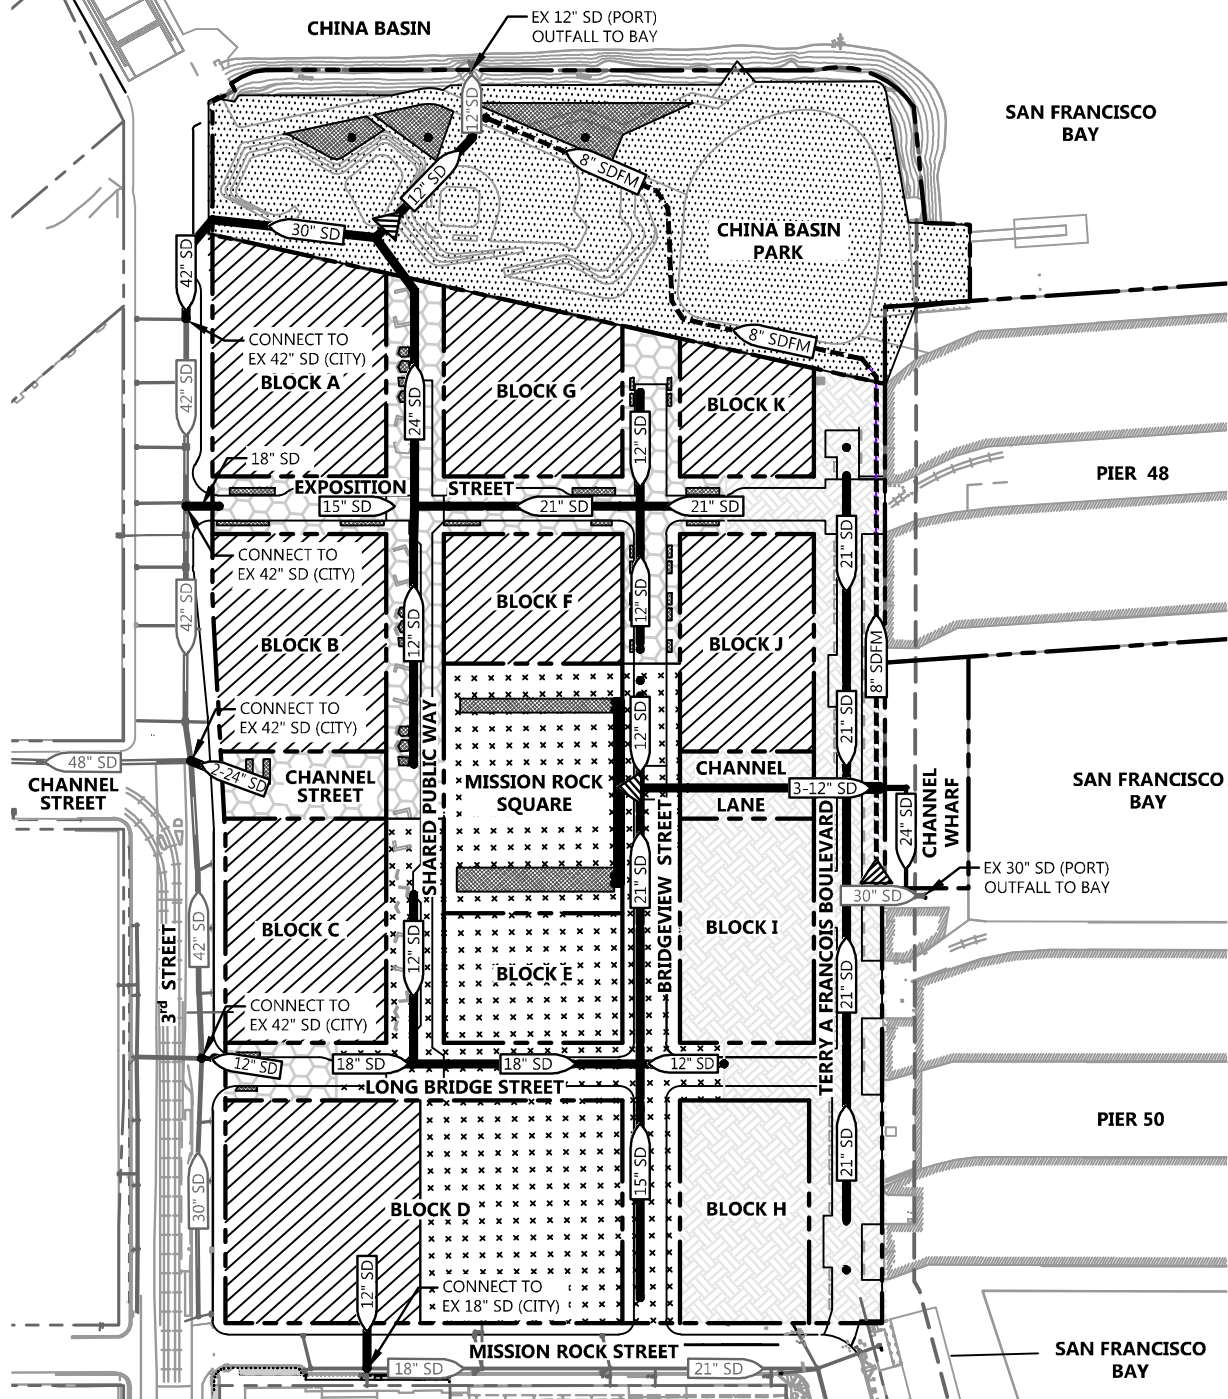 EX 12" SD (PORT)
OUTFALL TO BAY
CHINA BASIN
SAN FRANCISCO
BAY
12"SD
12" SD
8" SDFM
30" SD
CHINA BASIN
PARK
42" SD
8" SDFM
CONNECT TO
EX 42" SD (CITY)
BLOCK A
42" SD
24" SD
BLOCK G
12" SD
BLOCK K
18" SD
PIER 48
EXPOSITION
STREET
15" SD
21" SD
21" SD
21" SD
CONNECT TO
EX 42" SD (CITY)
42" SD
12" SD
BLOCK F
12" SD
BLOCK B
BLOCK J
8" SDFM
CONNECT TO
EX 42" SD (CITY)
12" SD
21" SD
48" SD
2-24" SD
CHANNEL
STREET
CHANNEL
STREET
SHARED PUBLIC WAY
MISSION ROCK
SQUARE
CHANNEL
LANE
3-12" SD
24" SD
CHANNEL
WHARF
SAN FRANCISCO
BAY
21" SD
BRIDGEVIEW STREET
TERRY A FRANCOIS BOULEVARD
EX 30" SD (PORT)
OUTFALL TO BAY
30" SD
42" SD
BLOCK C
12" SD
BLOCK E
BLOCK I
21" SD
3rd STREET
CONNECT TO
EX 42" SD (CITY)
12" SD
18" SD
18" SD
12" SD
LONG BRIDGE STREET
21" SD
PIER 50
30" SD
15" SD
BLOCK D
BLOCK H
12" SD
CONNECT TO
EX 18" SD (CITY)
MISSION ROCK STREET
18" SD
21" SD
SAN FRANCISCO
BAY